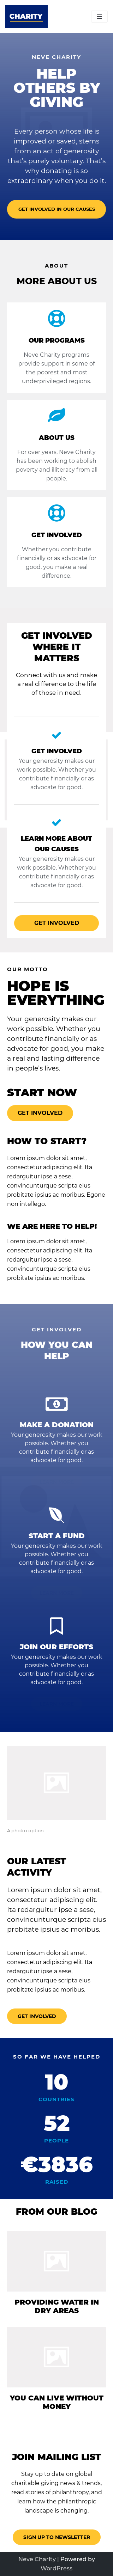 CHARITY
NEVE CHARITY
HELP
OTHERS BY
GIVING
Every person whose life is
improved or saved, stems
from an act of generosity
that's purely voluntary. That's
why donating is so
extraordinary when you do it.
GET INVOLVED IN OUR CAUSES
ABOUT
MORE ABOUT US
OUR PROGRAMS
Neve Charity programs
provide support in some of
the poorest and most
underprivileged regions.
ABOUT US
For over years, Neve Charity
has been working to abolish
poverty and illiteracy from all
people.
GET INVOLVED
Whether you contribute
financially or as advocate for
good, you make a real
difference.
GET INVOLVED
WHERE IT
MATTERS
Connect with us and make
a real difference to the life
of those in need.
GET INVOLVED
Your generosity makes our
work possible. Whether you
contribute financially or as
advocate for good.
LEARN MORE ABOUT
OUR CAUSES
Your generosity makes our
work possible. Whether you
contribute financially or as
advocate for good.
GET INVOLVED
OUR MOTTO
HOPE IS
EVERYTHING
Your generosity makes our
work possible. Whether you
contribute financially or as
advocate for good, you make
a real and lasting difference
in people's lives.
START NOW
GET INVOLVED
HOW TO START?
Lorem ipsum dolor sit amet,
consectetur adipiscing elit. Ita
redarguitur ipse a sese,
convincunturque scripta eius
probitate ipsius ac moribus. Egone
non intellego.
WE ARE HERE TO HELP!
Lorem ipsum dolor sit amet,
consectetur adipiscing elit. Ita
redarguitur ipse a sese,
convincunturque scripta eius
probitate ipsius ac moribus.
GET INVOLVED
HOW YOU CAN
HELP
MAKE A DONATION
Your generosity makes our work
possible. Whether you
contribute financially or as
advocate for good.
START A FUND
Your generosity makes our work
possible. Whether you
contribute financially or as
advocate for good.
JOIN OUR EFFORTS
Your generosity makes our work
possible. Whether you
contribute financially or as
advocate for good.
A photo caption
OUR LATEST
ACTIVITY
Lorem ipsum dolor sit amet,
consectetur adipiscing elit.
Ita redarguitur ipse a sese,
convincunturque scripta eius
probitate ipsius ac moribus.
Lorem ipsum dolor sit amet,
consectetur adipiscing elit. Ita
redarguitur ipse a sese,
convincunturque scripta eius
probitate ipsius ac moribus.
GET INVOLVED
SO FAR WE HAVE HELPED
10
COUNTRIES
52
PEOPLE
€3836
RAISED
FROM OUR BLOG
PROVIDING WATER IN
DRY AREAS
YOU CAN LIVE WITHOUT
MONEY
JOIN MAILING LIST
Stay up to date on global
charitable giving news & trends,
read stories of philanthropy, and
learn how the philanthropic
landscape is changing.
SIGN UP TO NEWSLETTER
Neve Charity | Powered by
WordPress